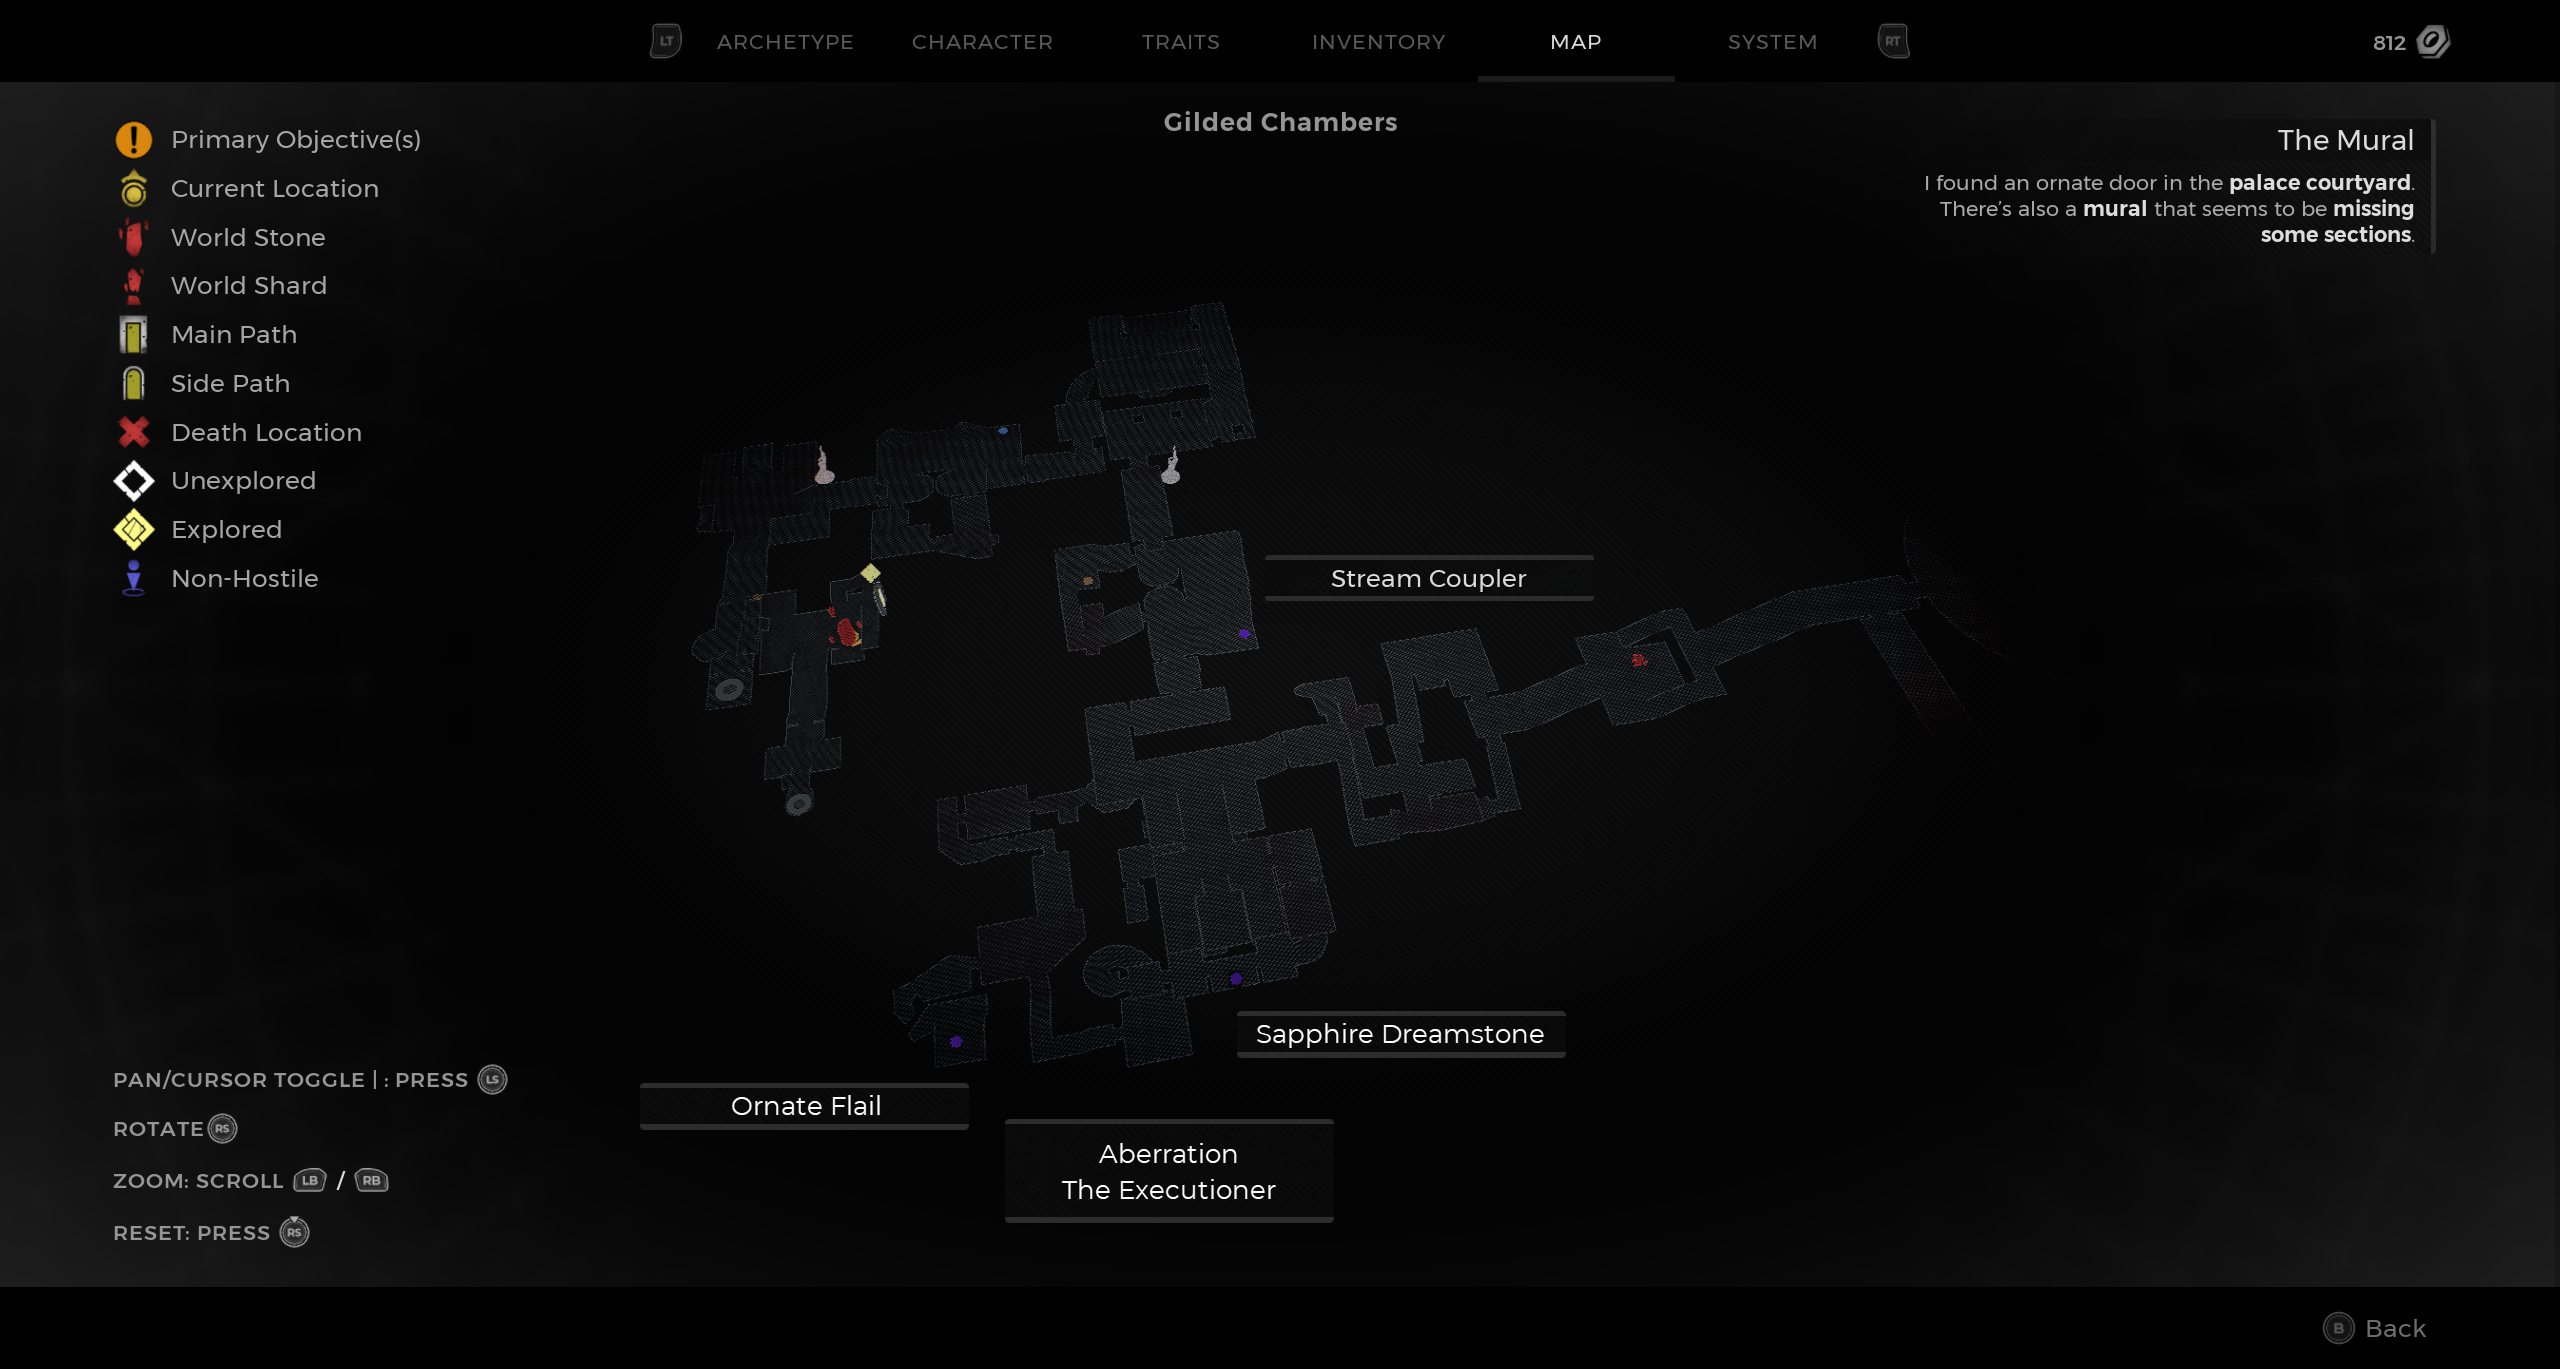 LT ARCHETYPE CHARACTER TRAITS INVENTORY MAP SYSTEM RT 812
Gilded Chambers
Primary Objective(s)
Current Location
World Stone
World Shard
Main Path
Side Path
Death Location
Unexplored
Explored
Non-Hostile
The Mural
I found an ornate door in the palace courtyard.
There's also a mural that seems to be missing
some sections.
Stream Coupler
Sapphire Dreamstone
Ornate Flail
Aberration
The Executioner
PAN/CURSOR TOGGLE | : PRESS LS
ROTATE RS
ZOOM: SCROLL LB / RB
RESET: PRESS RS
B Back